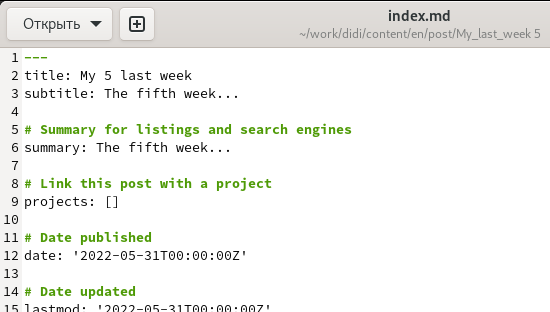 Открыть
index.md
~/work/didi/content/en/post/My_last_week 5
1 ---
2 title: My 5 last week
3 subtitle: The fifth week...
4
5 # Summary for listings and search engines
6 summary: The fifth week...
7
8 # Link this post with a project
9 projects: []
10
11 # Date published
12 date: '2022-05-31T00:00:00Z'
13
14 # Date updated
15 lastmod: '2022-05-31T00:00:00Z'